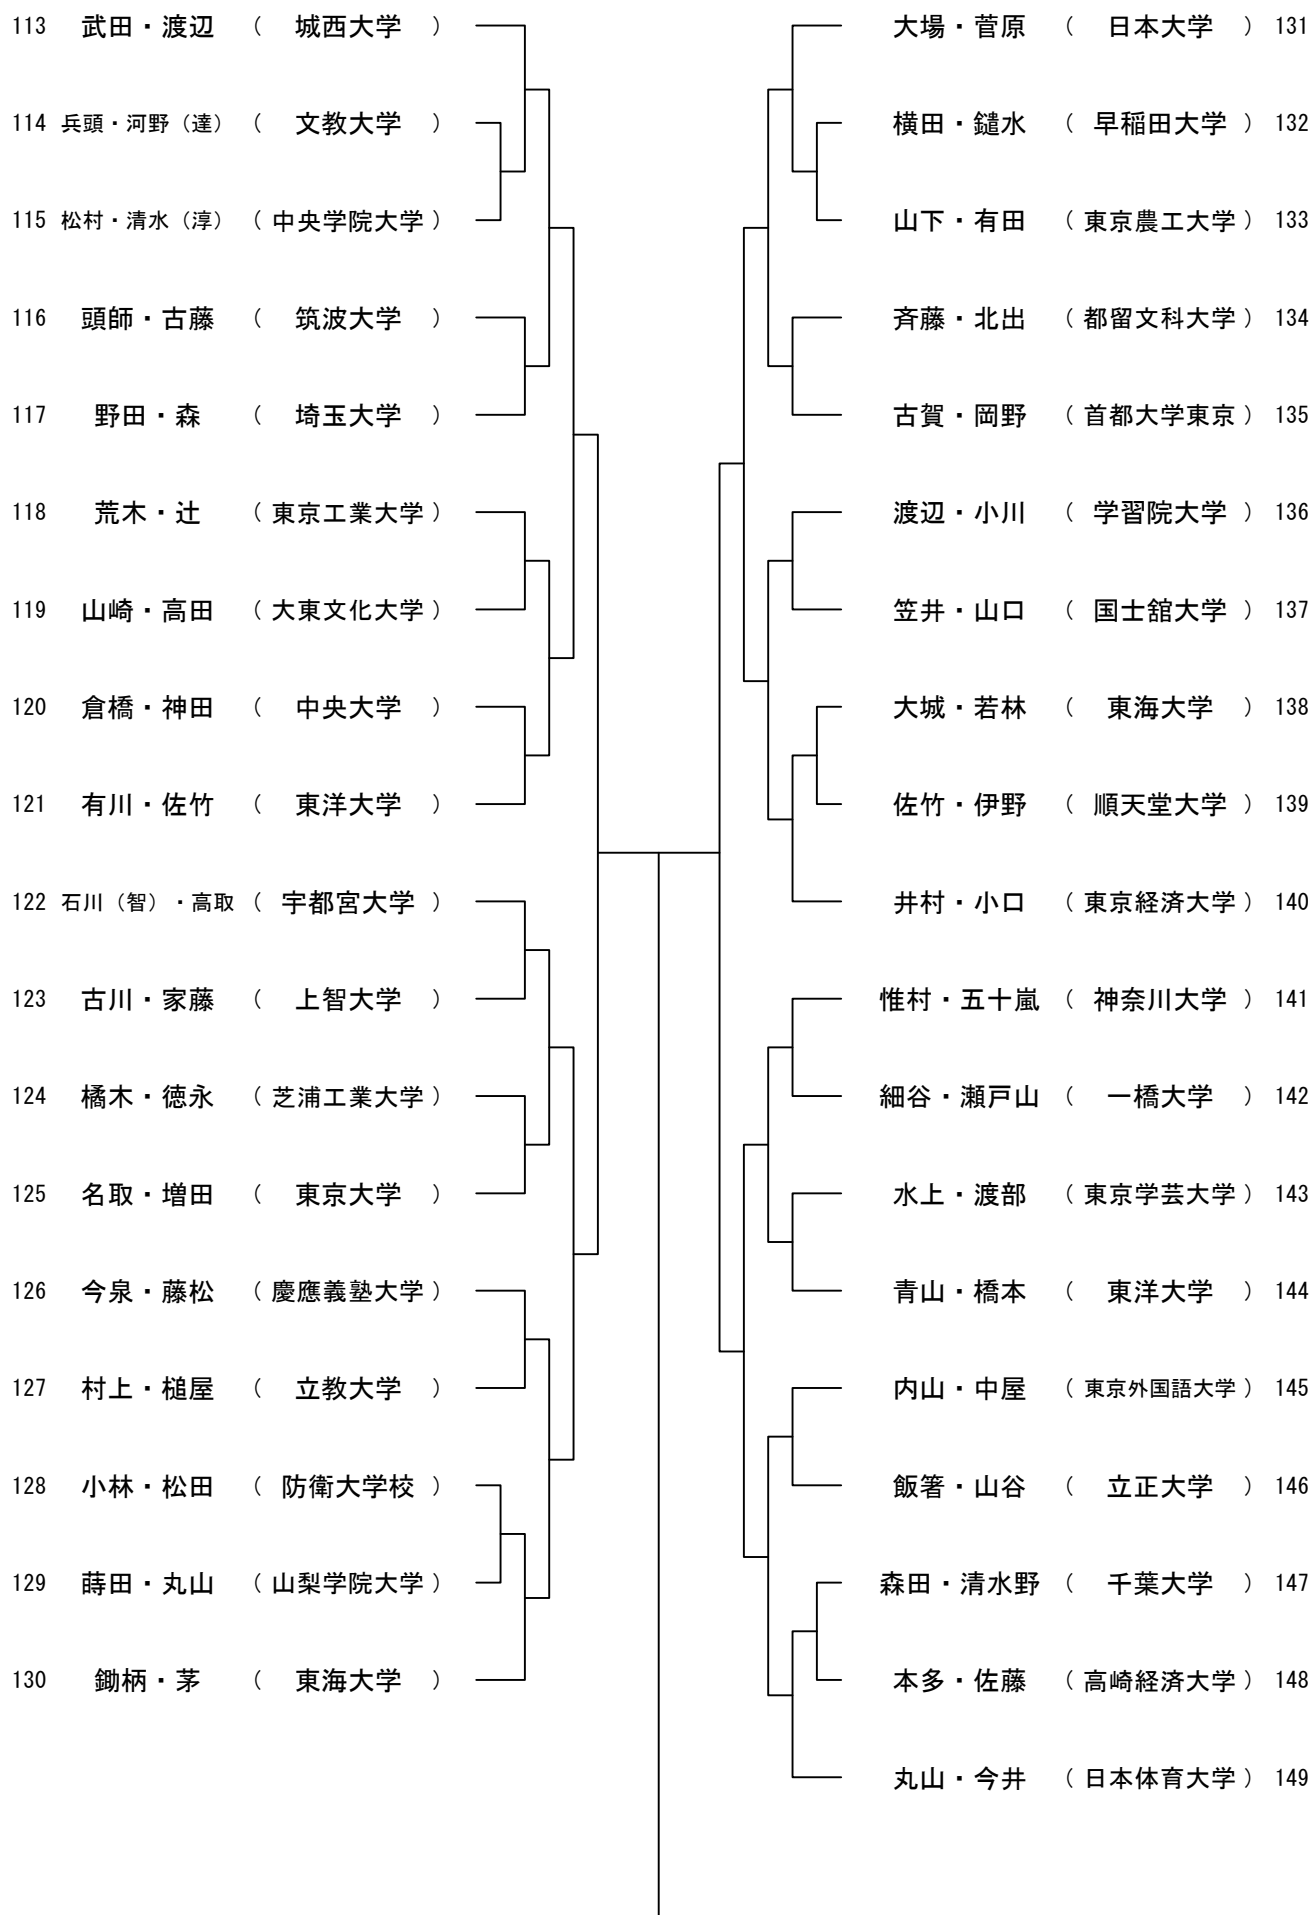 113 武田・渡辺 ( 城西大学 )
114 兵頭・河野（達） ( 文教大学 )
115 松村・清水（淳） ( 中央学院大学 )
116 頭師・古藤 ( 筑波大学 )
117 野田・森 ( 埼玉大学 )
118 荒木・辻 ( 東京工業大学 )
119 山崎・高田 ( 大東文化大学 )
120 倉橋・神田 ( 中央大学 )
121 有川・佐竹 ( 東洋大学 )
122 石川（智）・高取 ( 宇都宮大学 )
123 古川・家藤 ( 上智大学 )
124 橘木・徳永 ( 芝浦工業大学 )
125 名取・増田 ( 東京大学 )
126 今泉・藤松 ( 慶應義塾大学 )
127 村上・槌屋 ( 立教大学 )
128 小林・松田 ( 防衛大学校 )
129 蒔田・丸山 ( 山梨学院大学 )
130 鋤柄・茅 ( 東海大学 )
大場・菅原 ( 日本大学 ) 131
横田・鑓水 ( 早稲田大学 ) 132
山下・有田 ( 東京農工大学 ) 133
斉藤・北出 ( 都留文科大学 ) 134
古賀・岡野 ( 首都大学東京 ) 135
渡辺・小川 ( 学習院大学 ) 136
笠井・山口 ( 国士舘大学 ) 137
大城・若林 ( 東海大学 ) 138
佐竹・伊野 ( 順天堂大学 ) 139
井村・小口 ( 東京経済大学 ) 140
惟村・五十嵐 ( 神奈川大学 ) 141
細谷・瀬戸山 ( 一橋大学 ) 142
水上・渡部 ( 東京学芸大学 ) 143
青山・橋本 ( 東洋大学 ) 144
内山・中屋 ( 東京外国語大学 ) 145
飯箸・山谷 ( 立正大学 ) 146
森田・清水野 ( 千葉大学 ) 147
本多・佐藤 ( 高崎経済大学 ) 148
丸山・今井 ( 日本体育大学 ) 149